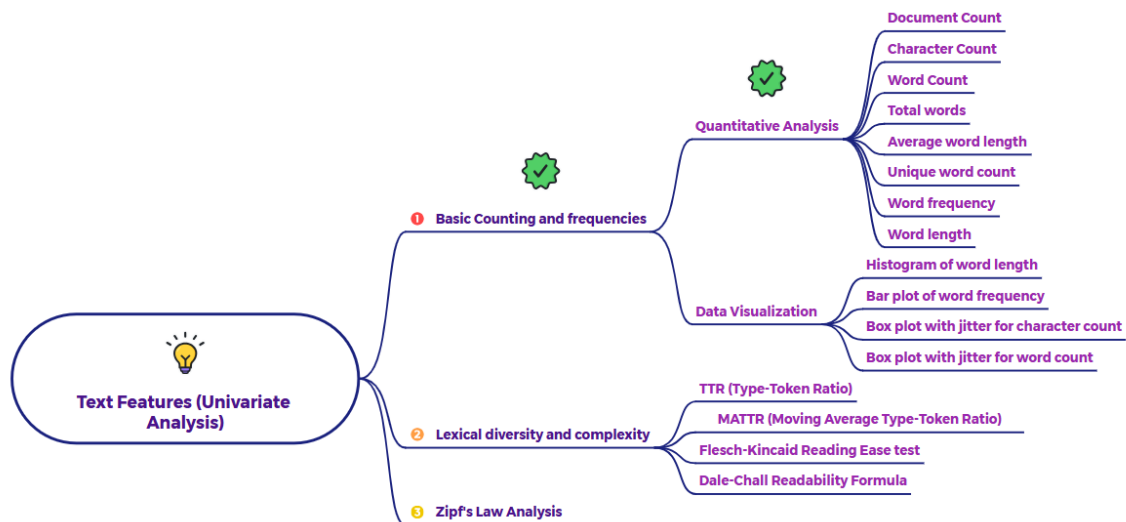 Document Count
Character Count
Word Count
Quantitative Analysis
Total words
Average word length
Unique word count
Word frequency
Word length
1 Basic Counting and frequencies
Histogram of word length
Bar plot of word frequency
Data Visualization
Box plot with jitter for character count
Box plot with jitter for word count
Text Features (Univariate
Analysis)
TTR (Type-Token Ratio)
MATTR (Moving Average Type-Token Ratio)
2 Lexical diversity and complexity
Flesch-Kincaid Reading Ease test
Dale-Chall Readability Formula
3 Zipf's Law Analysis